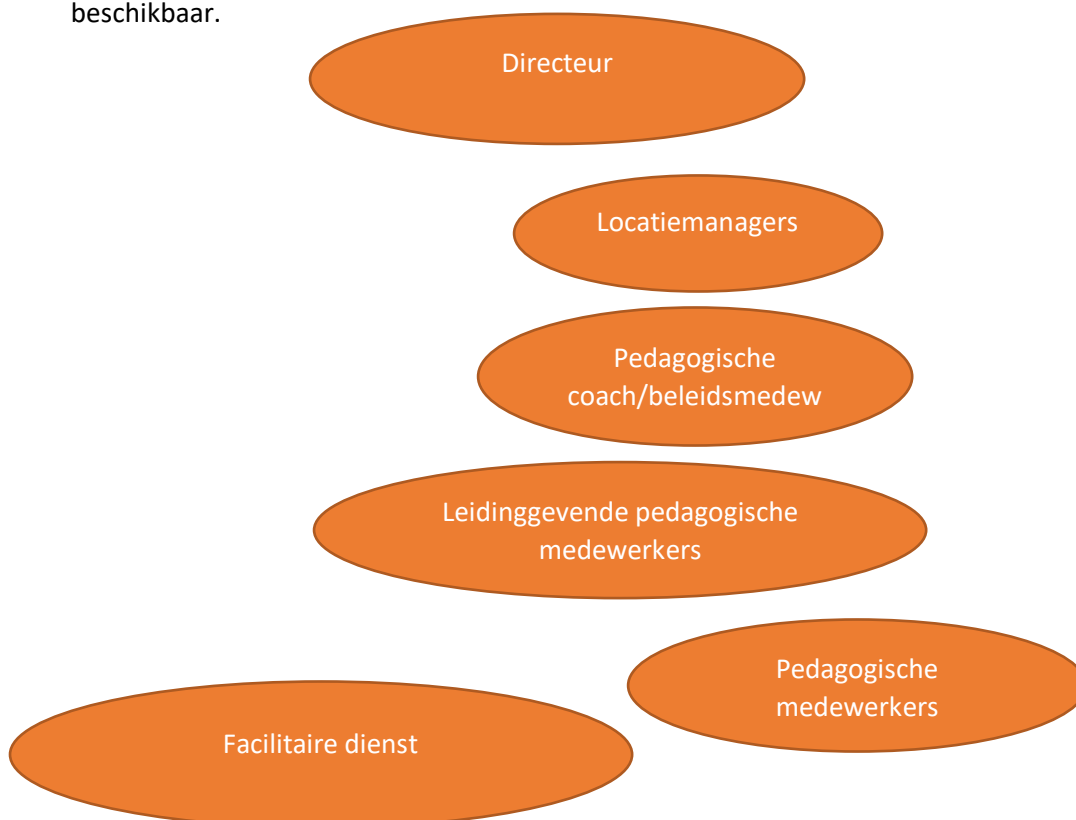 beschikbaar.
Directeur
Locatiemanagers
Pedagogische
coach/beleidsmedew
Leidinggevende pedagogische
medewerkers
Pedagogische
medewerkers
Facilitaire dienst